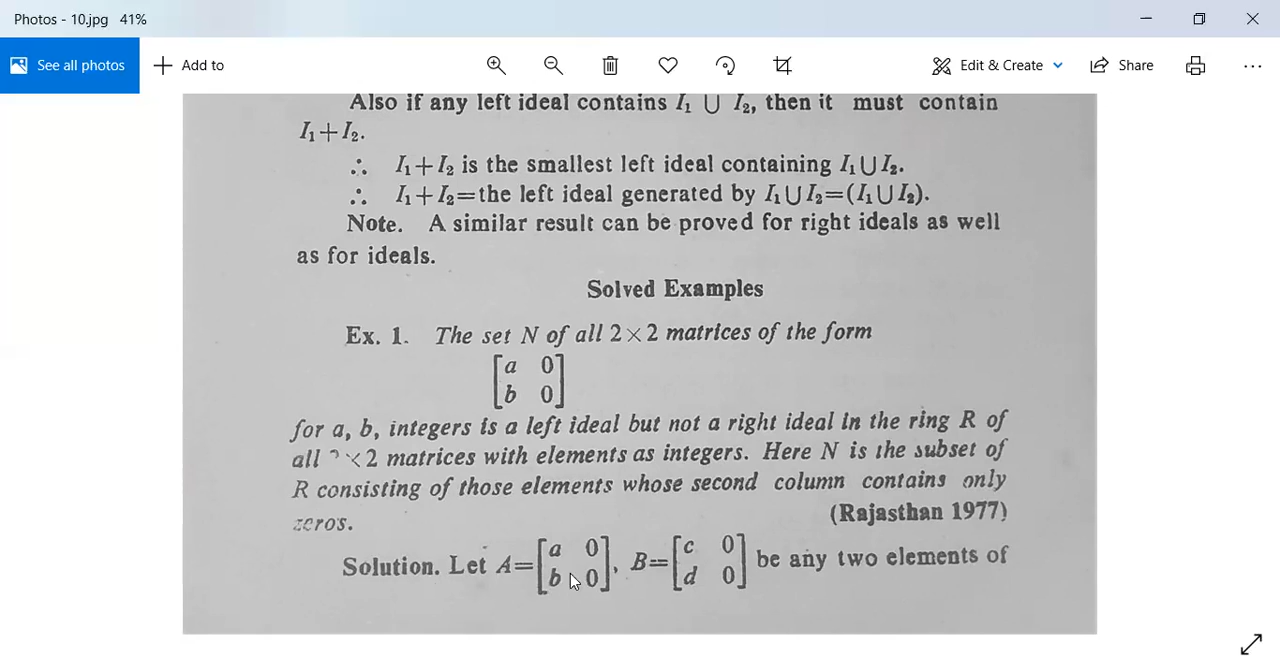 Photos - 10.jpg 41%
See all photos
Add to
Edit & Create
Share
Also if any left ideal contains I₁ ∪ I₂, then it must contain
I₁+I₂.
∴ I₁+I₂ is the smallest left ideal containing I₁∪I₂.
∴ I₁+I₂=the left ideal generated by I₁∪I₂=(I₁∪I₂).
Note. A similar result can be proved for right ideals as well
as for ideals.
Solved Examples
Ex. 1. The set N of all 2×2 matrices of the form
[a 0]
[b 0]
for a, b, integers is a left ideal but not a right ideal in the ring R of
all ×2 matrices with elements as integers. Here N is the subset of
R consisting of those elements whose second column contains only
zeros.
(Rajasthan 1977)
Solution. Let A=[a 0; b 0], B=[c 0; d 0] be any two elements of